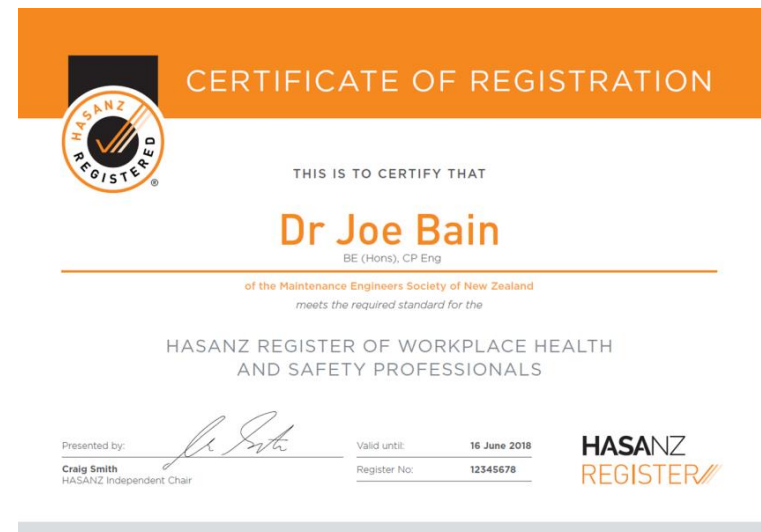 CERTIFICATE OF REGISTRATION
HASANZ
REGISTERED
®
THIS IS TO CERTIFY THAT
Dr Joe Bain
BE (Hons), CP Eng
of the Maintenance Engineers Society of New Zealand
meets the required standard for the
HASANZ REGISTER OF WORKPLACE HEALTH
AND SAFETY PROFESSIONALS
Presented by:
Craig Smith
HASANZ Independent Chair
Valid until: 16 June 2018
Register No: 12345678
HASANZ
REGISTER